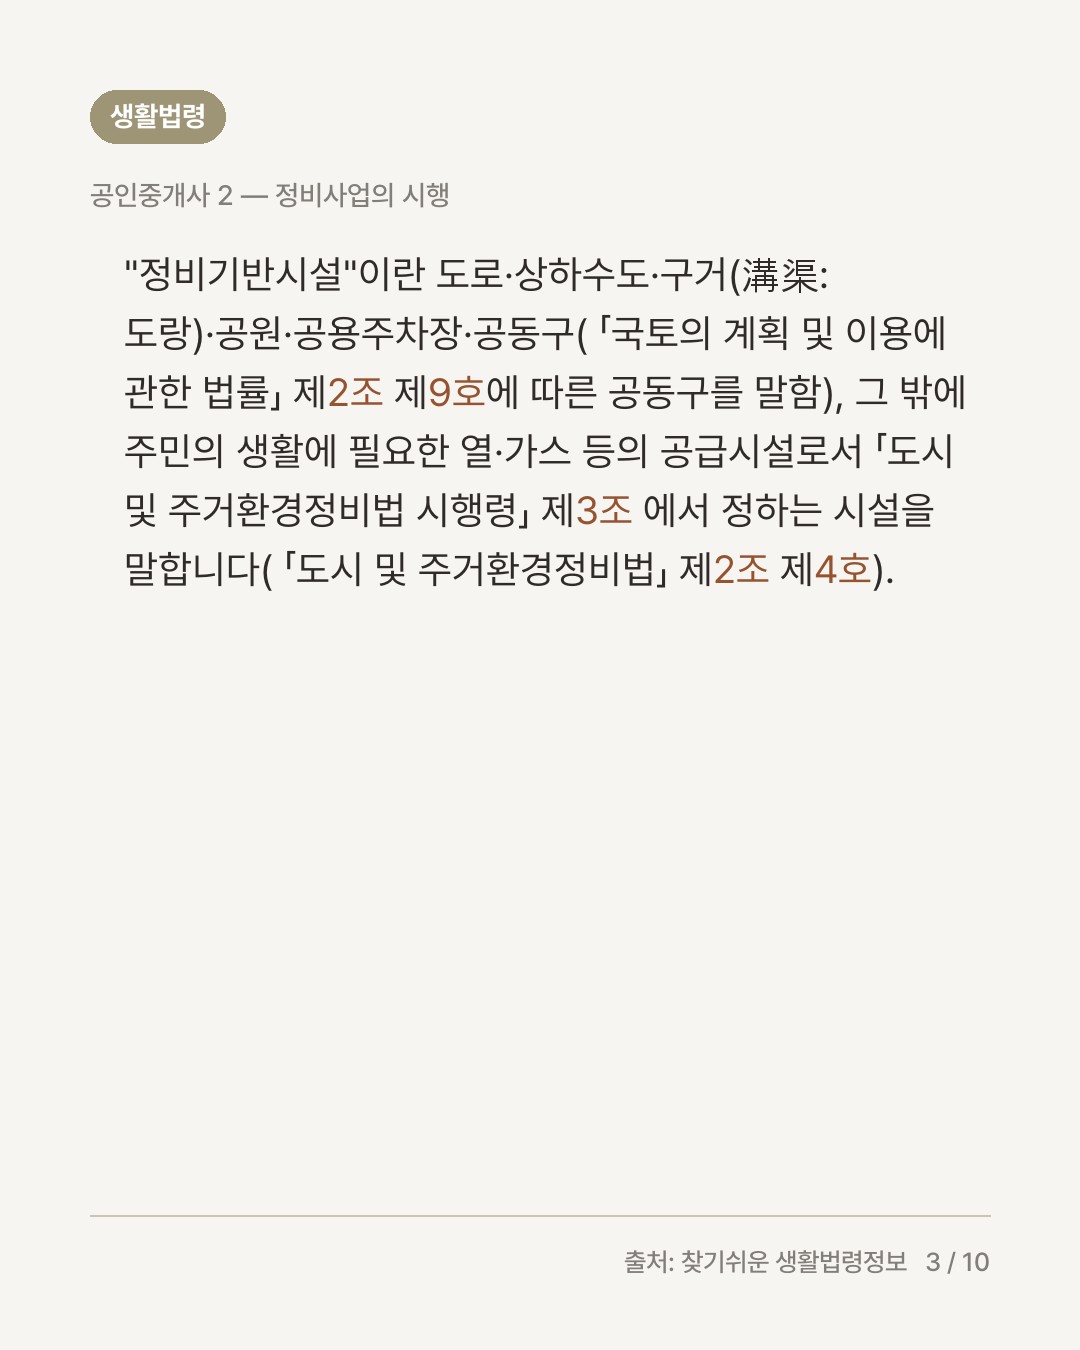 생활법령
공인중개사 2 — 정비사업의 시행
"정비기반시설"이란 도로·상하수도·구거(溝渠:
도랑)·공원·공용주차장·공동구( ｢국토의 계획 및 이용에
관한 법률｣ 제2조 제9호에 따른 공동구를 말함), 그 밖에
주민의 생활에 필요한 열·가스 등의 공급시설로서 ｢도시
및 주거환경정비법 시행령｣ 제3조 에서 정하는 시설을
말합니다( ｢도시 및 주거환경정비법｣ 제2조 제4호).
출처: 찾기쉬운 생활법령정보 3 / 10